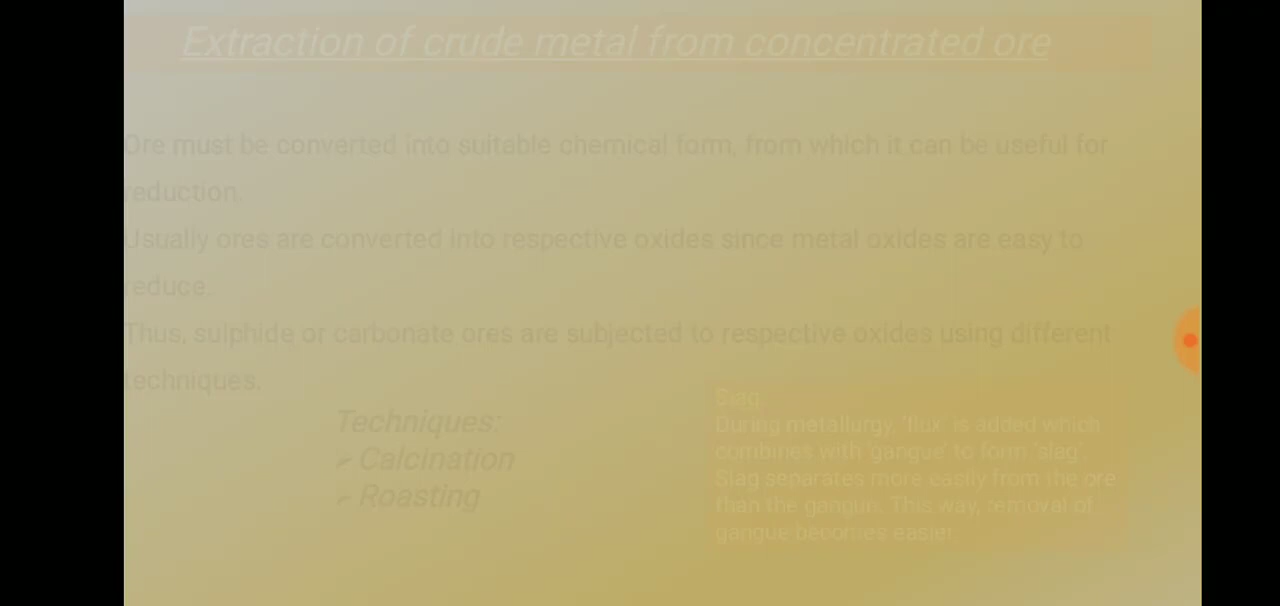 Extraction of crude metal from concentrated ore
Ore must be converted into suitable chemical form, from which it can be useful for
reduction.
Usually ores are converted into respective oxides since metal oxides are easy to
reduce.
Thus, sulphide or carbonate ores are subjected to respective oxides using different
techniques.
Techniques:
Calcination
Roasting
Slag:
During metallurgy, 'flux' is added which
combines with 'gangue' to form 'slag'.
Slag separates more easily from the ore
than the gangue. This way, removal of
gangue becomes easier.